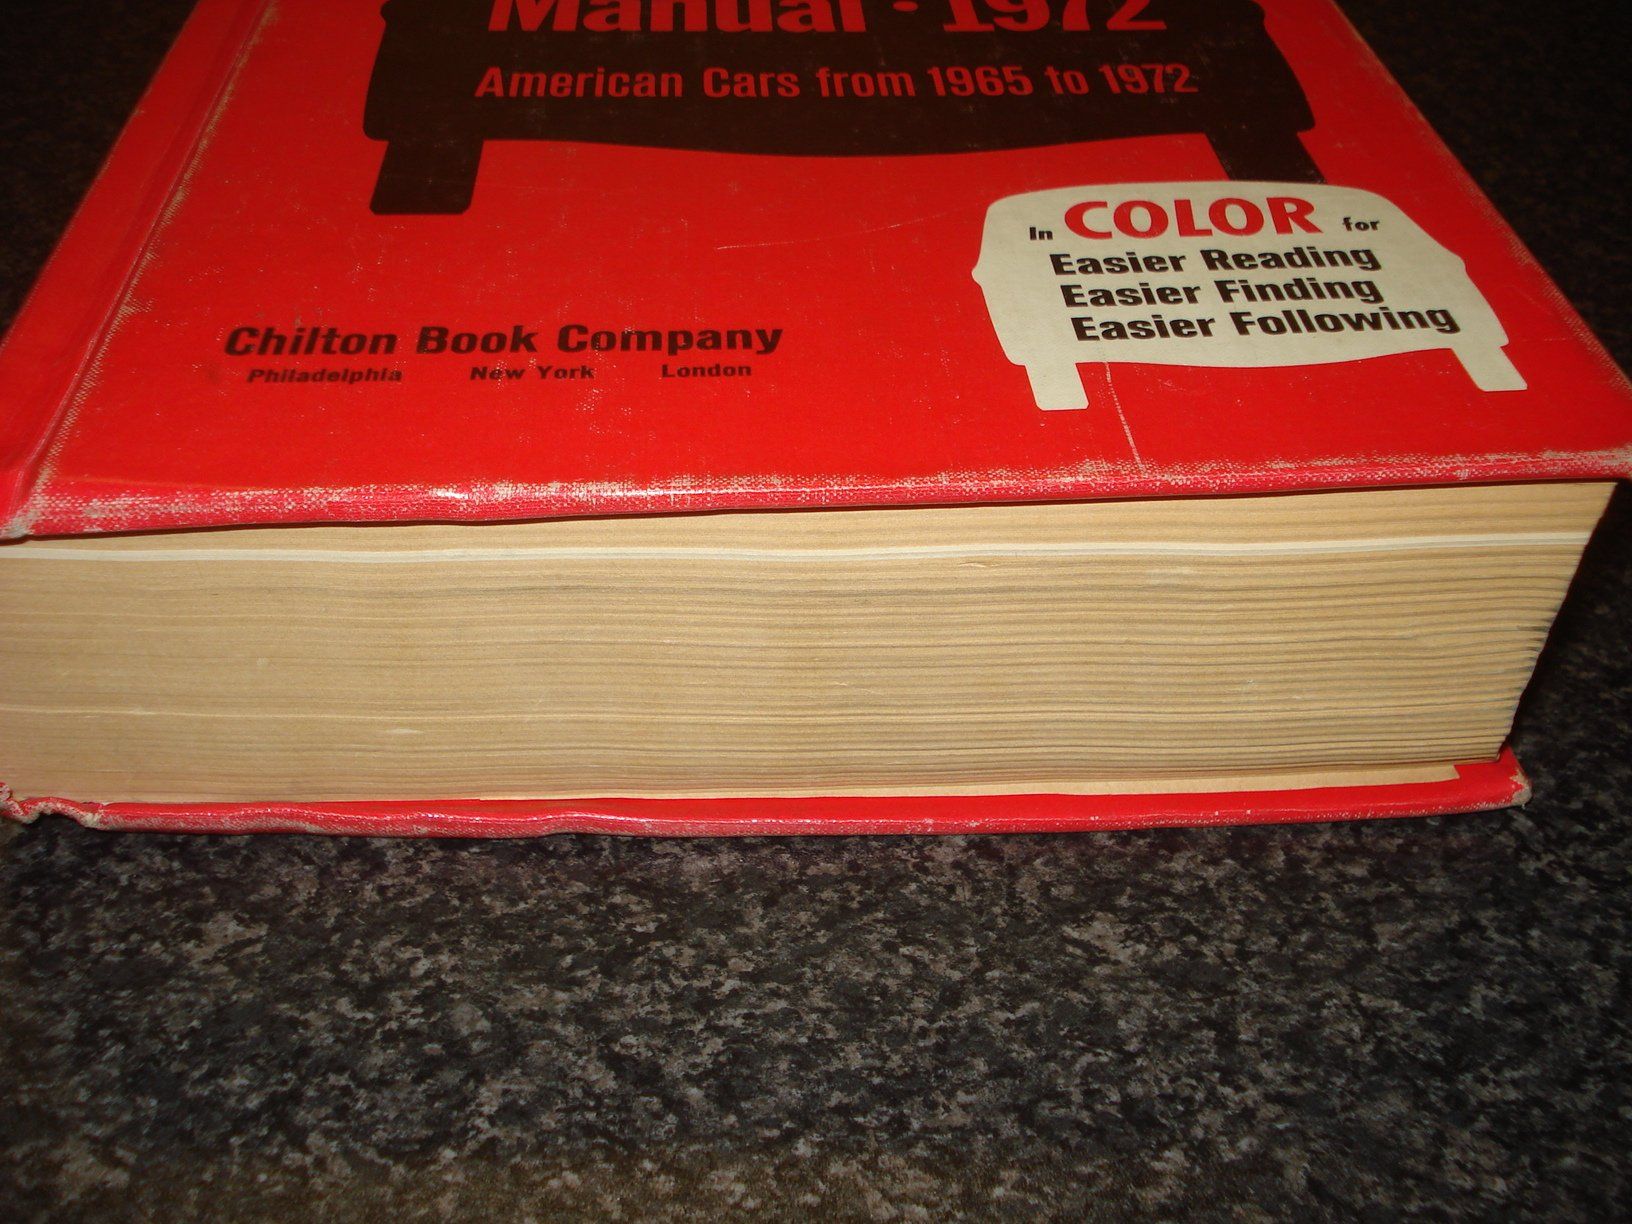 Manual · 1972
American Cars from 1965 to 1972
In COLOR for
Easier Reading
Easier Finding
Easier Following
Chilton Book Company
Philadelphia New York London